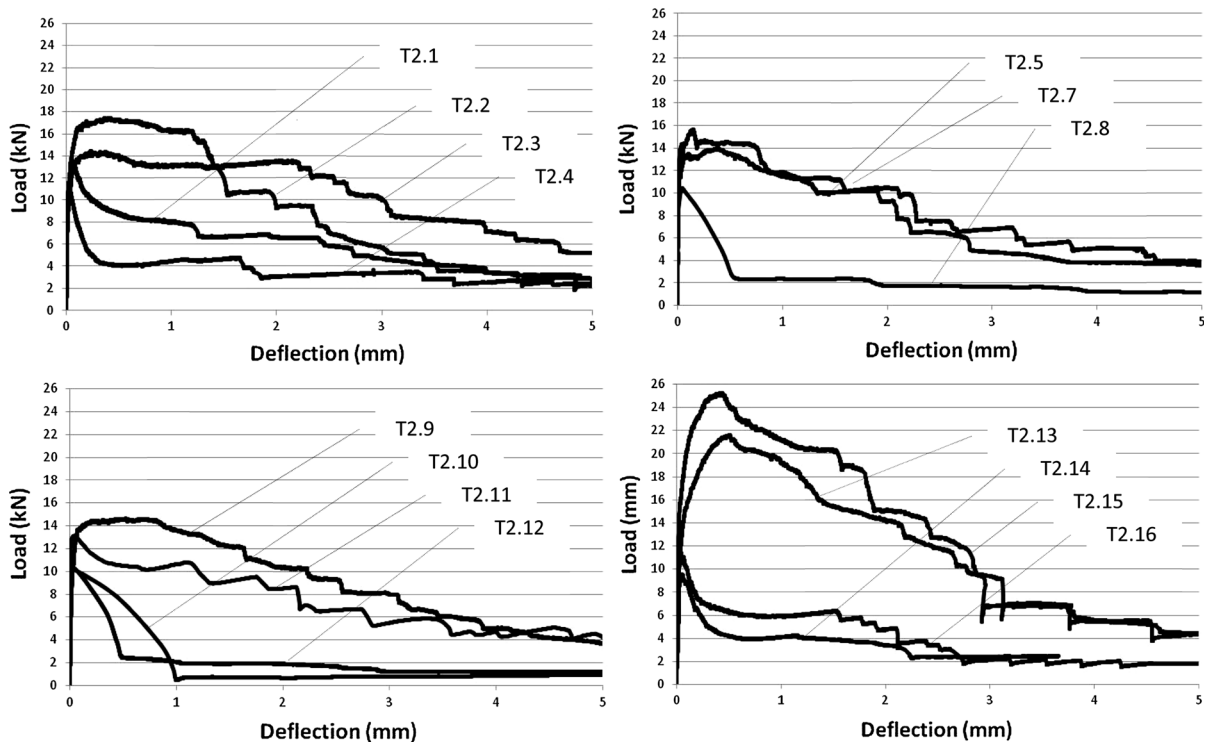 26
24
22
20
18
16
14
12
10
8
6
4
2
0
Load (kN)
T2.1
T2.2
T2.3
T2.4
0 1 2 3 4 5
Deflection (mm)
26
24
22
20
18
16
14
12
10
8
6
4
2
0
Load (kN)
T2.5
T2.7
T2.8
0 1 2 3 4 5
Deflection (mm)
26
24
22
20
18
16
14
12
10
8
6
4
2
0
Load (kN)
T2.9
T2.10
T2.11
T2.12
0 1 2 3 4 5
Deflection (mm)
26
24
22
20
18
16
14
12
10
8
6
4
2
0
Load (mm)
T2.13
T2.14
T2.15
T2.16
0 1 2 3 4 5
Deflection (mm)